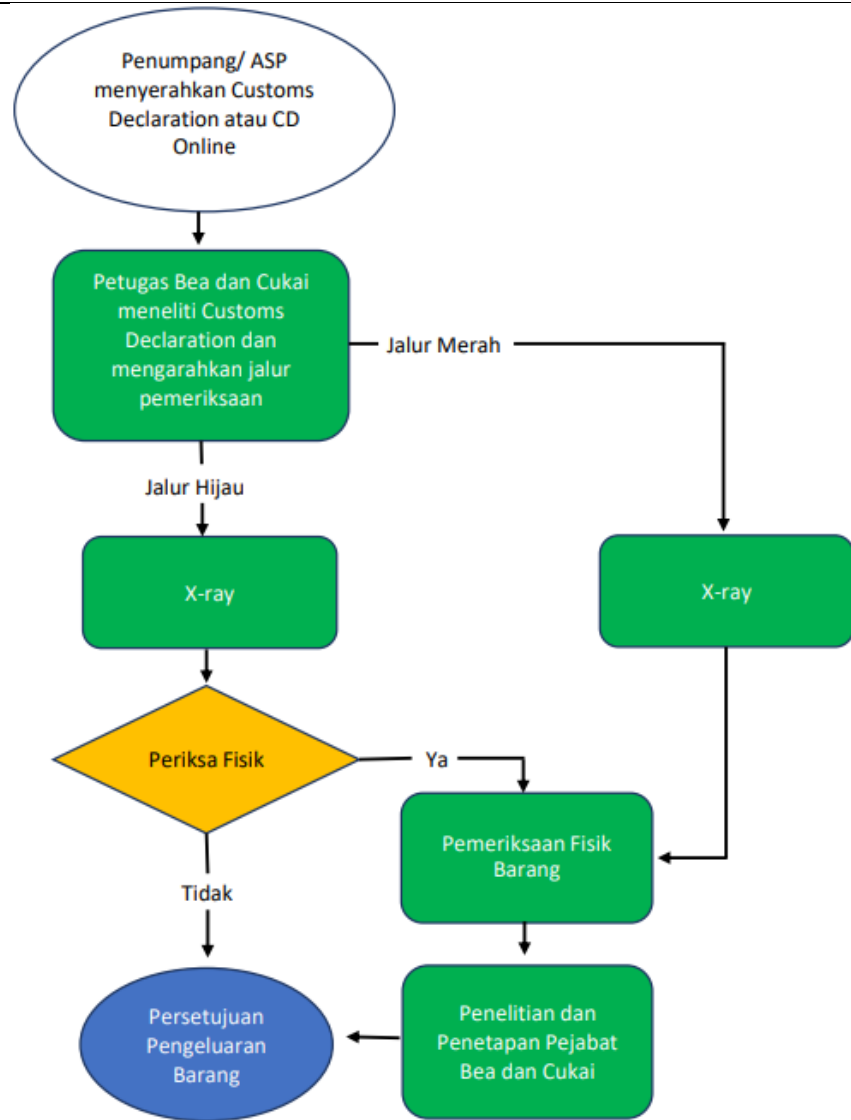 Penumpang/ ASP
menyerahkan Customs
Declaration atau CD
Online
Petugas Bea dan Cukai
meneliti Customs
Declaration dan
mengarahkan jalur
pemeriksaan
Jalur Merah
Jalur Hijau
X-ray
X-ray
Periksa Fisik
Ya
Pemeriksaan Fisik
Barang
Tidak
Persetujuan
Pengeluaran
Barang
Penelitian dan
Penetapan Pejabat
Bea dan Cukai